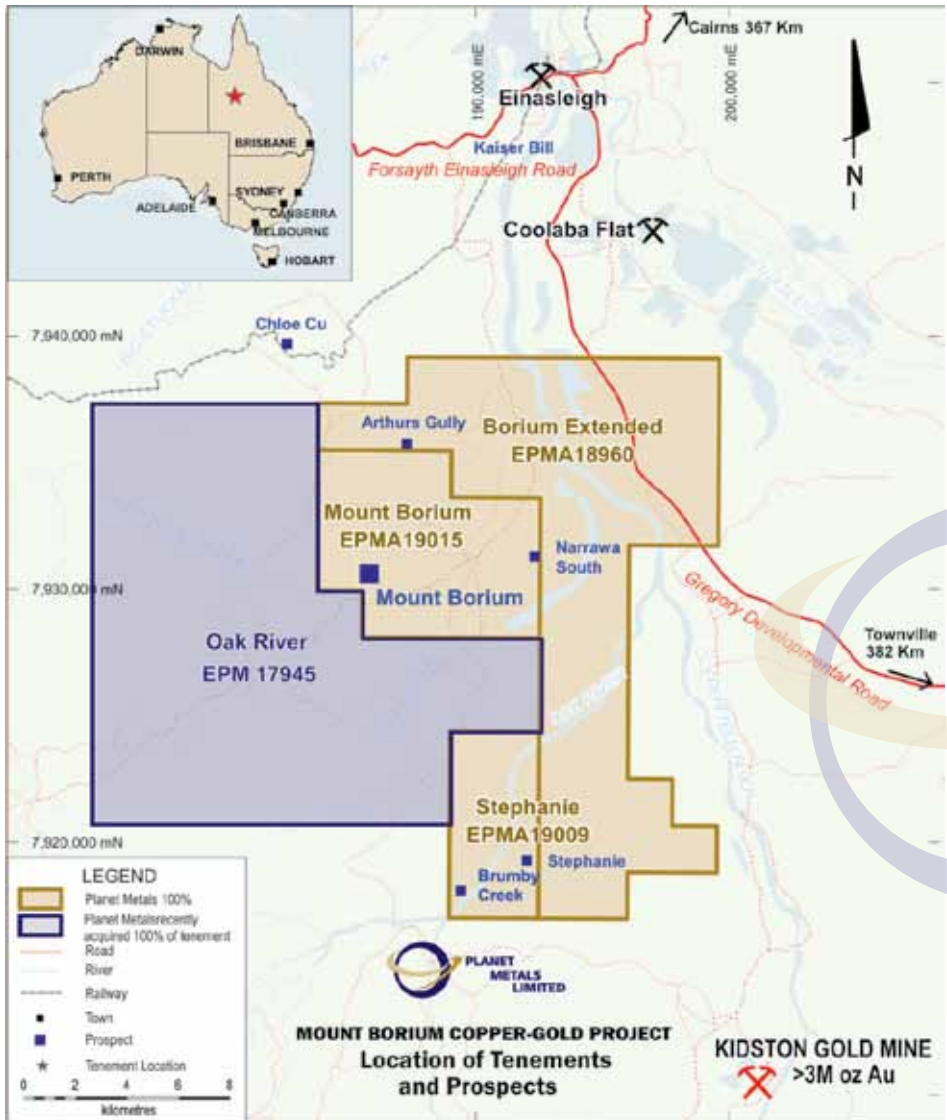 DARWIN
BRISBANE
PERTH
SYDNEY
ADELAIDE
CANBERRA
MELBOURNE
HOBART
190,000 mE
200,000 mE
Cairns 367 Km
Einasleigh
Kaiser Bill
Forsayth Einasleigh Road
N
Coolaba Flat
Chloe Cu
7,940,000 mN
Arthurs Gully
Borium Extended
EPMA18960
Mount Borium
EPMA19015
Narrawa
South
7,930,000 mN
Mount Borium
Gregory Developmental Road
Townville
382 Km
Oak River
EPM 17945
Stephanie
EPMA19009
7,920,000 mN
Stephanie
Brumby
Creek
LEGEND
Planet Metals 100%
Planet Metalsrecently
acquired 100% of tenement
Road
River
Railway
Town
Prospect
Tenement Location
0 2 4 6 8
kilometres
PLANET
METALS
LIMITED
MOUNT BORIUM COPPER-GOLD PROJECT
Location of Tenements
and Prospects
KIDSTON GOLD MINE
>3M oz Au